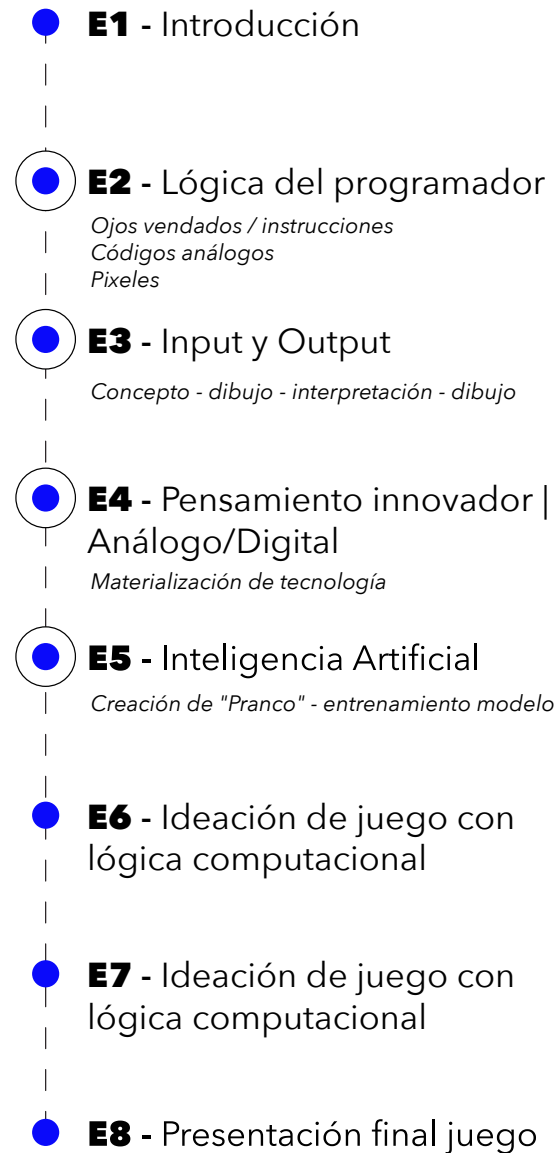 E1 - Introducción
E2 - Lógica del programador
Ojos vendados / instrucciones
Códigos análogos
Pixeles
E3 - Input y Output
Concepto - dibujo - interpretación - dibujo
E4 - Pensamiento innovador |
Análogo/Digital
Materialización de tecnología
E5 - Inteligencia Artificial
Creación de "Pranco" - entrenamiento modelo
E6 - Ideación de juego con
lógica computacional
E7 - Ideación de juego con
lógica computacional
E8 - Presentación final juego